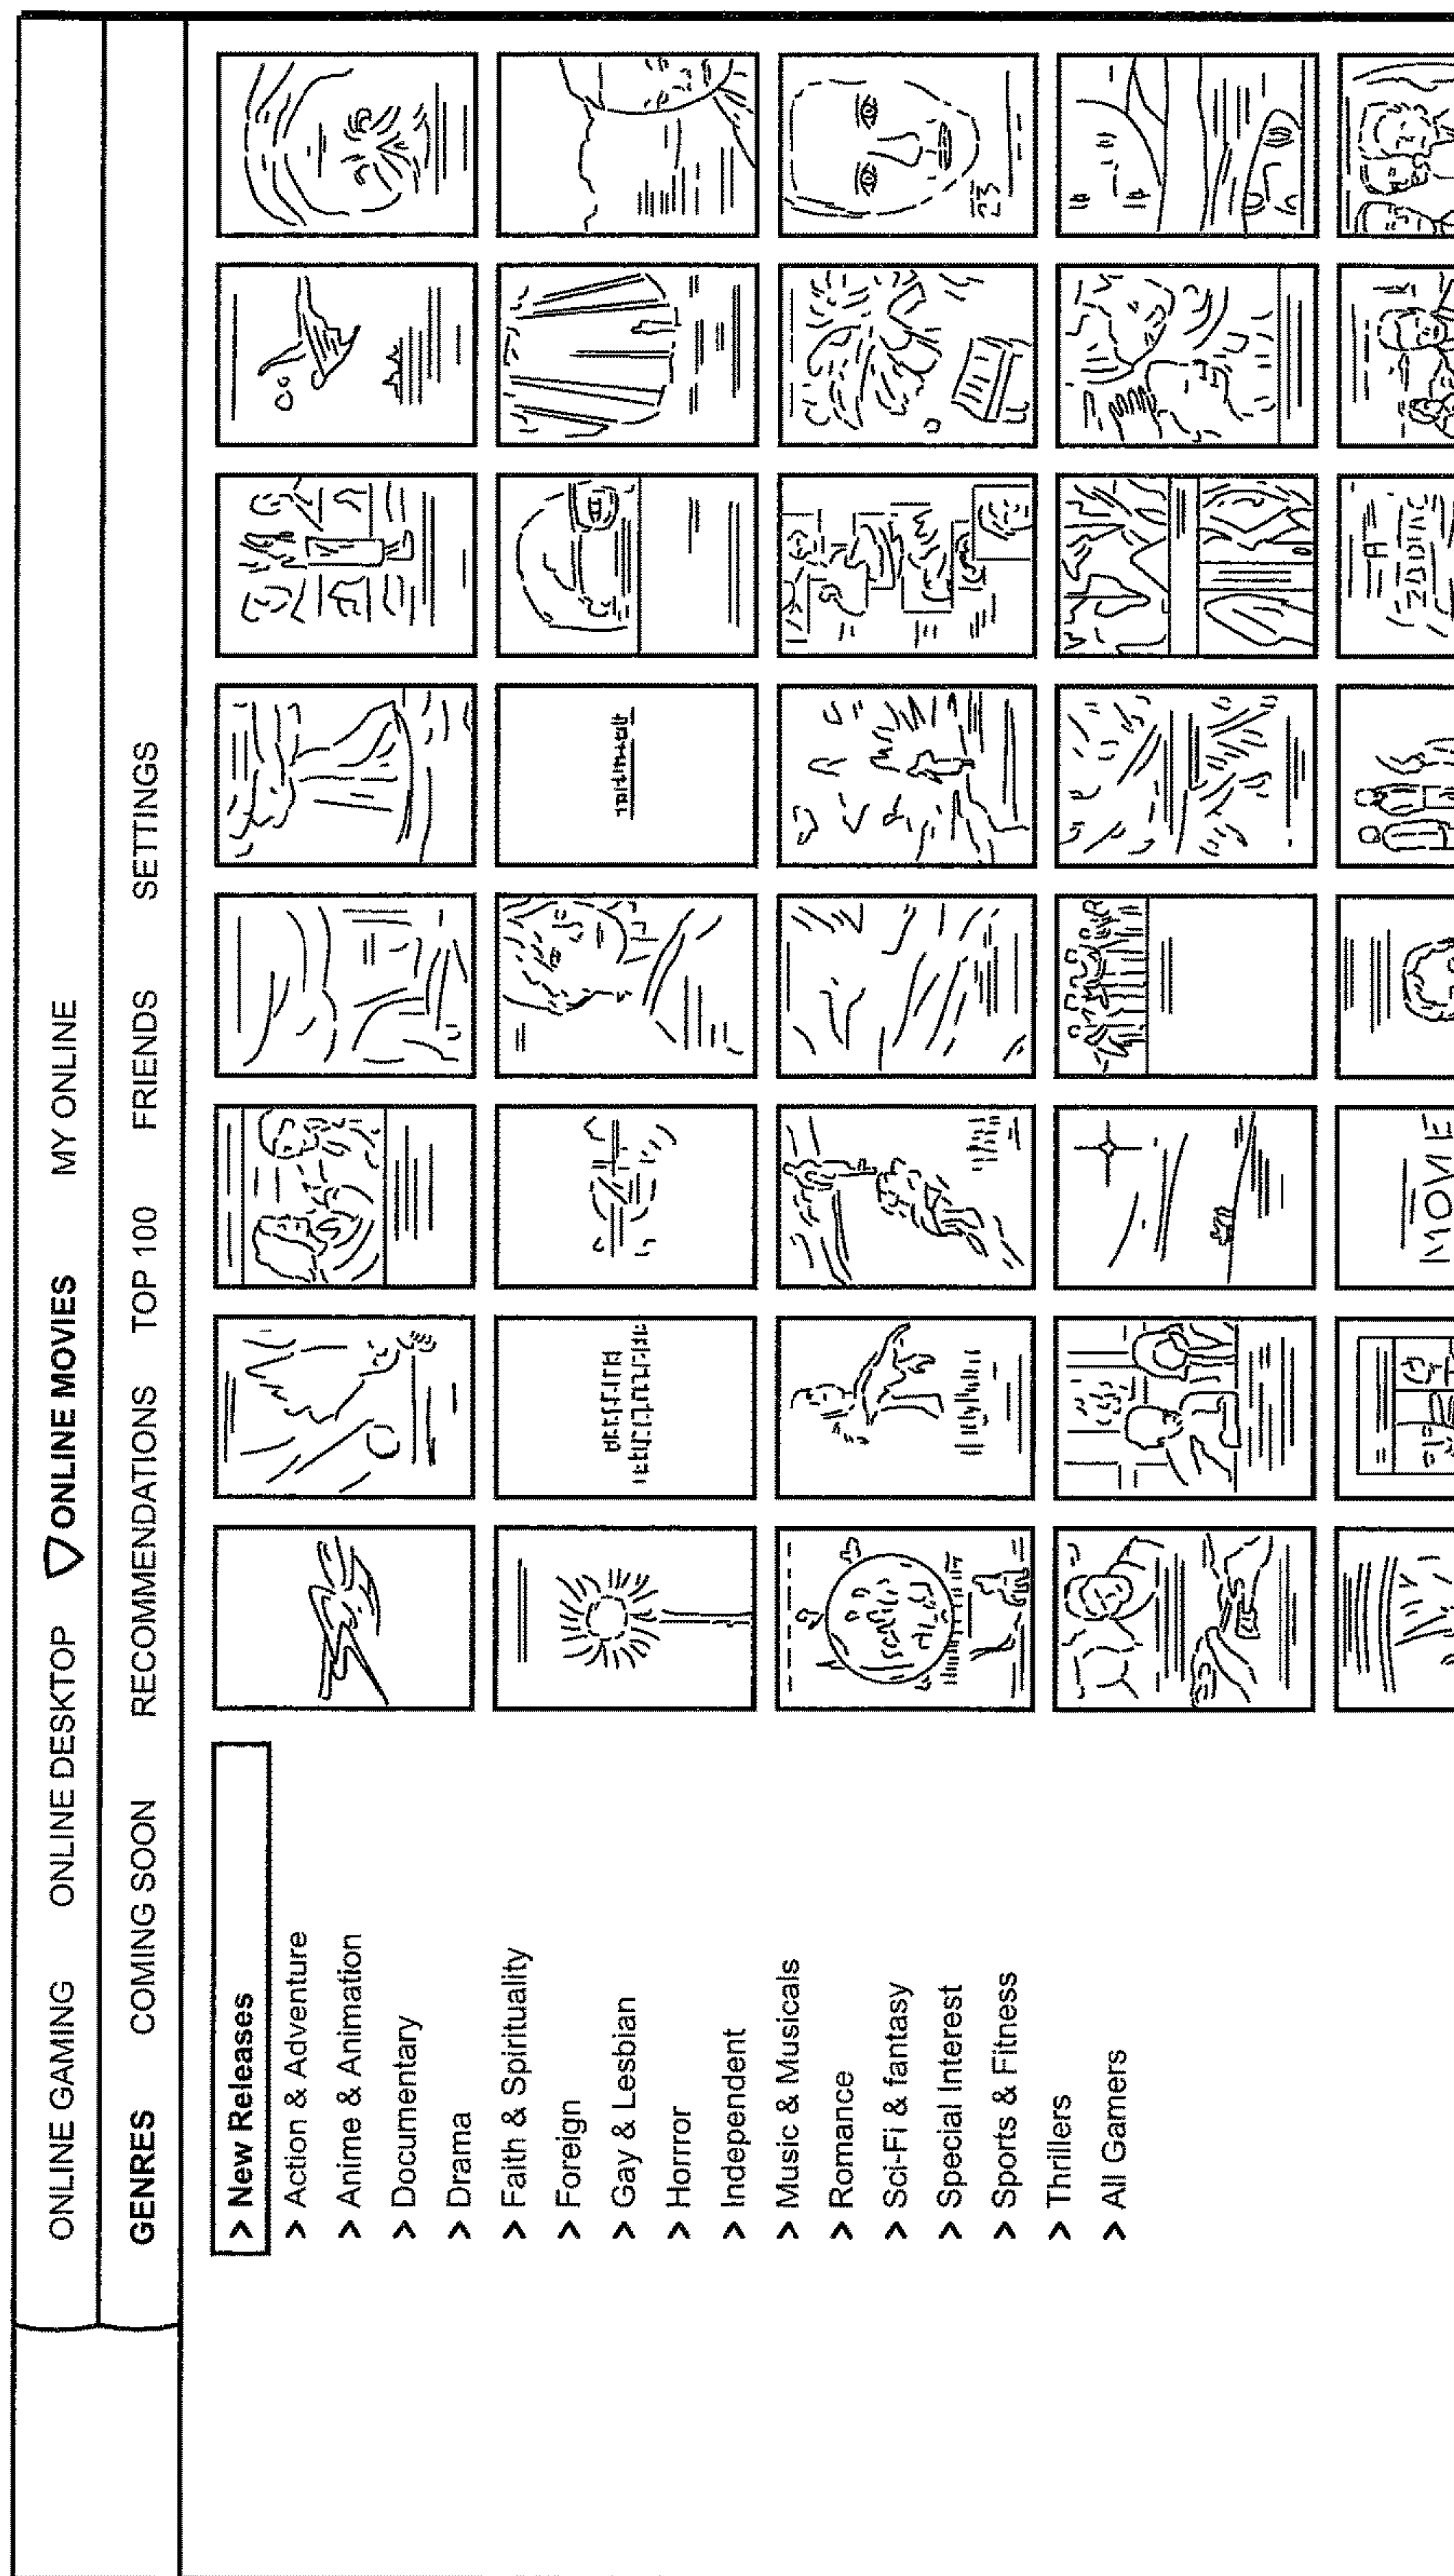 ONLINE GAMING ONLINE DESKTOP ONLINE MOVIES MY ONLINE
GENRES COMING SOON RECOMMENDATIONS TOP 100 FRIENDS SETTINGS
> New Releases
> Action & Adventure
> Anime & Animation
> Documentary
> Drama
> Faith & Spirituality
> Foreign
> Gay & Lesbian
> Horrror
> Independent
> Music & Musicals
> Romance
> Sci-Fi & fantasy
> Special Interest
> Sports & Fitness
> Thrillers
> All Gamers
23
MOVIE
A